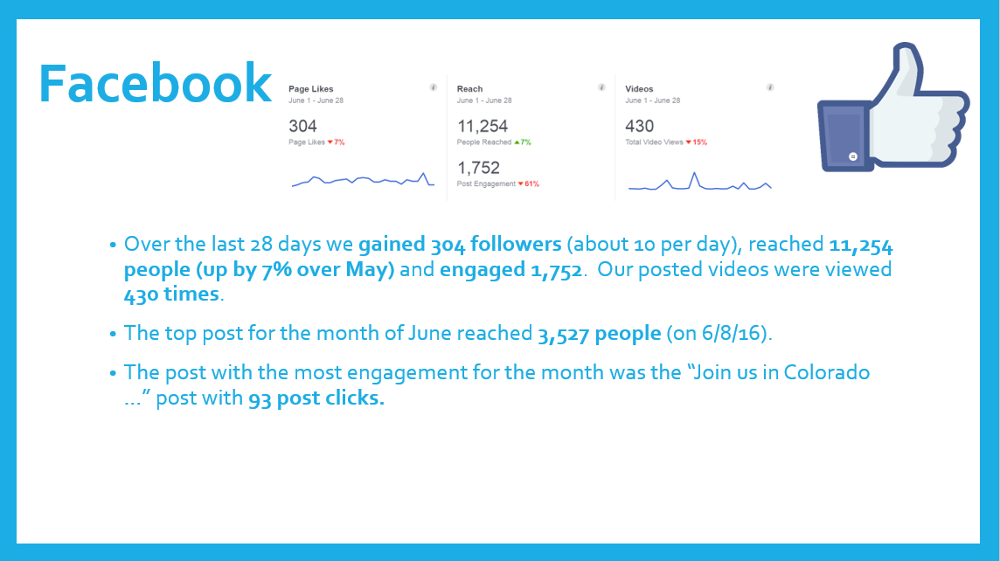 Facebook
Page Likes
June 1 - June 28
304
Page Likes ▼ 7%
Reach
June 1 - June 28
11,254
People Reached ▲ 7%
1,752
Post Engagement ▼ 61%
Videos
June 1 - June 28
430
Total Video Views ▼ 15%
• Over the last 28 days we gained 304 followers (about 10 per day), reached 11,254
people (up by 7% over May) and engaged 1,752. Our posted videos were viewed
430 times.
• The top post for the month of June reached 3,527 people (on 6/8/16).
• The post with the most engagement for the month was the “Join us in Colorado
…” post with 93 post clicks.